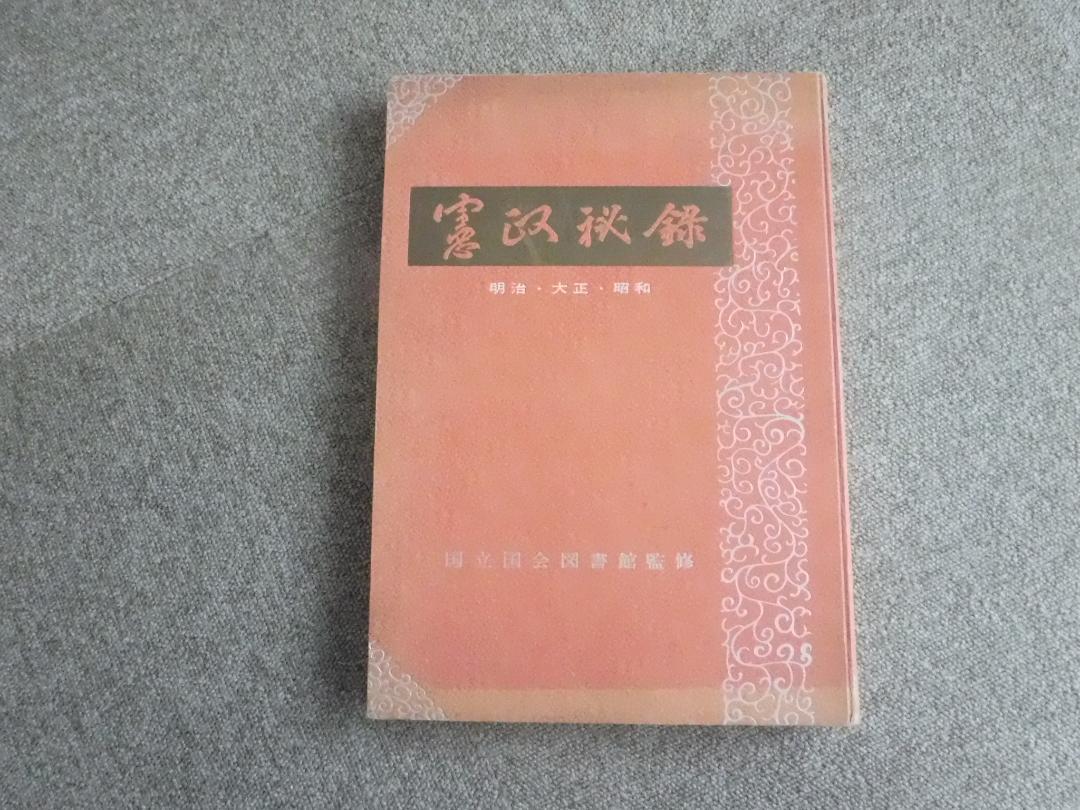 憲政秘録
明治・大正・昭和
国立国会図書館監修